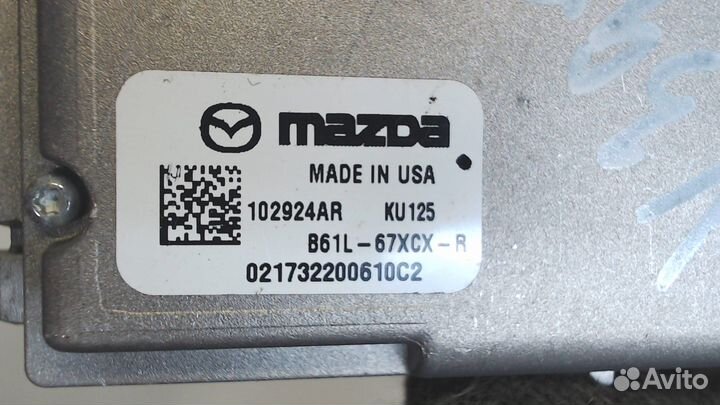 mazda
MADE IN USA
102924AR KU125
B61L-67XCX-R
021732200610C2
Avito